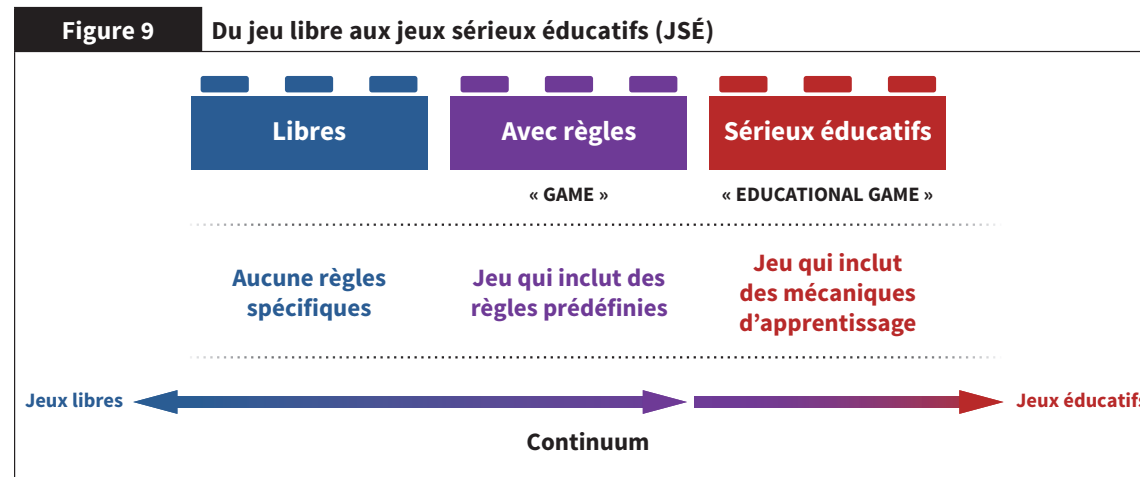 Figure 9
Du jeu libre aux jeux sérieux éducatifs (JSÉ)
Libres
Avec règles
Sérieux éducatifs
« GAME »
« EDUCATIONAL GAME »
Aucune règles
spécifiques
Jeu qui inclut des
règles prédéfinies
Jeu qui inclut
des mécaniques
d’apprentissage
Jeux libres
Jeux éducatifs
Continuum